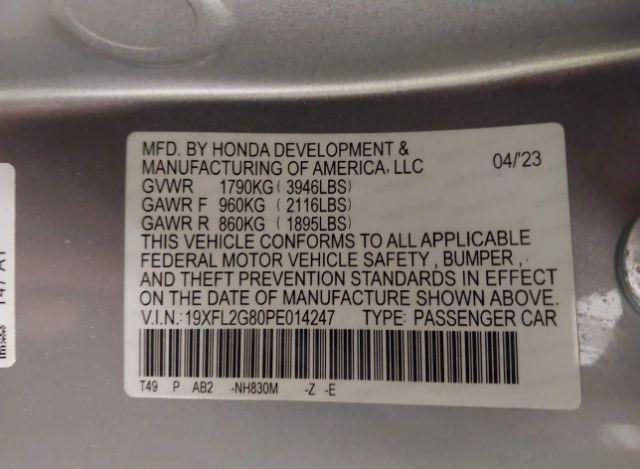 MFD. BY HONDA DEVELOPMENT &
MANUFACTURING OF AMERICA, LLC 04/'23
GVWR 1790KG ( 3946LBS)
GAWR F 960KG ( 2116LBS)
GAWR R 860KG ( 1895LBS)
THIS VEHICLE CONFORMS TO ALL APPLICABLE
FEDERAL MOTOR VEHICLE SAFETY , BUMPER ,
AND THEFT PREVENTION STANDARDS IN EFFECT
ON THE DATE OF MANUFACTURE SHOWN ABOVE.
V.I.N.:19XFL2G80PE014247 TYPE: PASSENGER CAR
T49 P AB2 -NH830M -Z -E